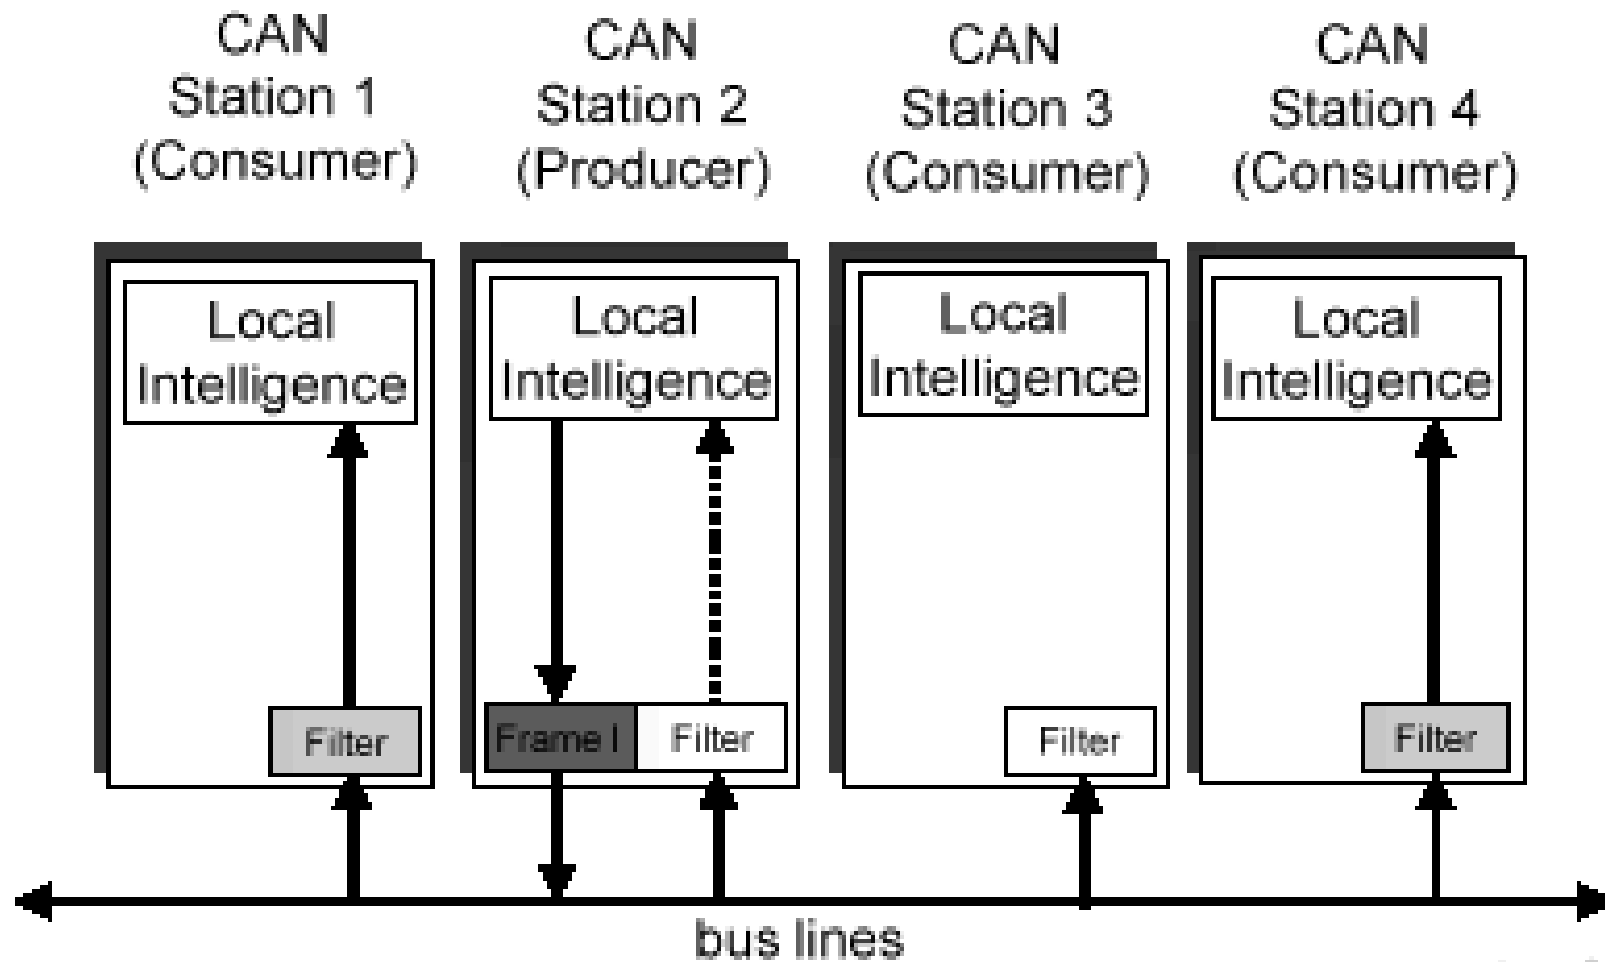 CAN
Station 1
(Consumer)
CAN
Station 2
(Producer)
CAN
Station 3
(Consumer)
CAN
Station 4
(Consumer)
Local
Intelligence
Local
Intelligence
Local
Intelligence
Local
Intelligence
Filter
Frame I
Filter
Filter
Filter
bus lines